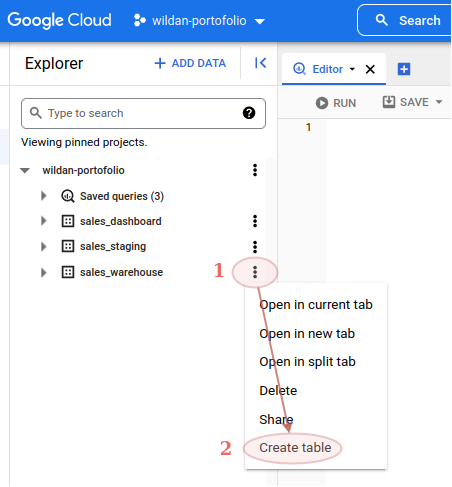 Google Cloud wildan-portofolio Search
Explorer + ADD DATA
Editor
Type to search
RUN SAVE
Viewing pinned projects.
1
wildan-portofolio
Saved queries (3)
sales_dashboard
sales_staging
sales_warehouse 1
Open in current tab
Open in new tab
Open in split tab
Delete
Share
2 Create table